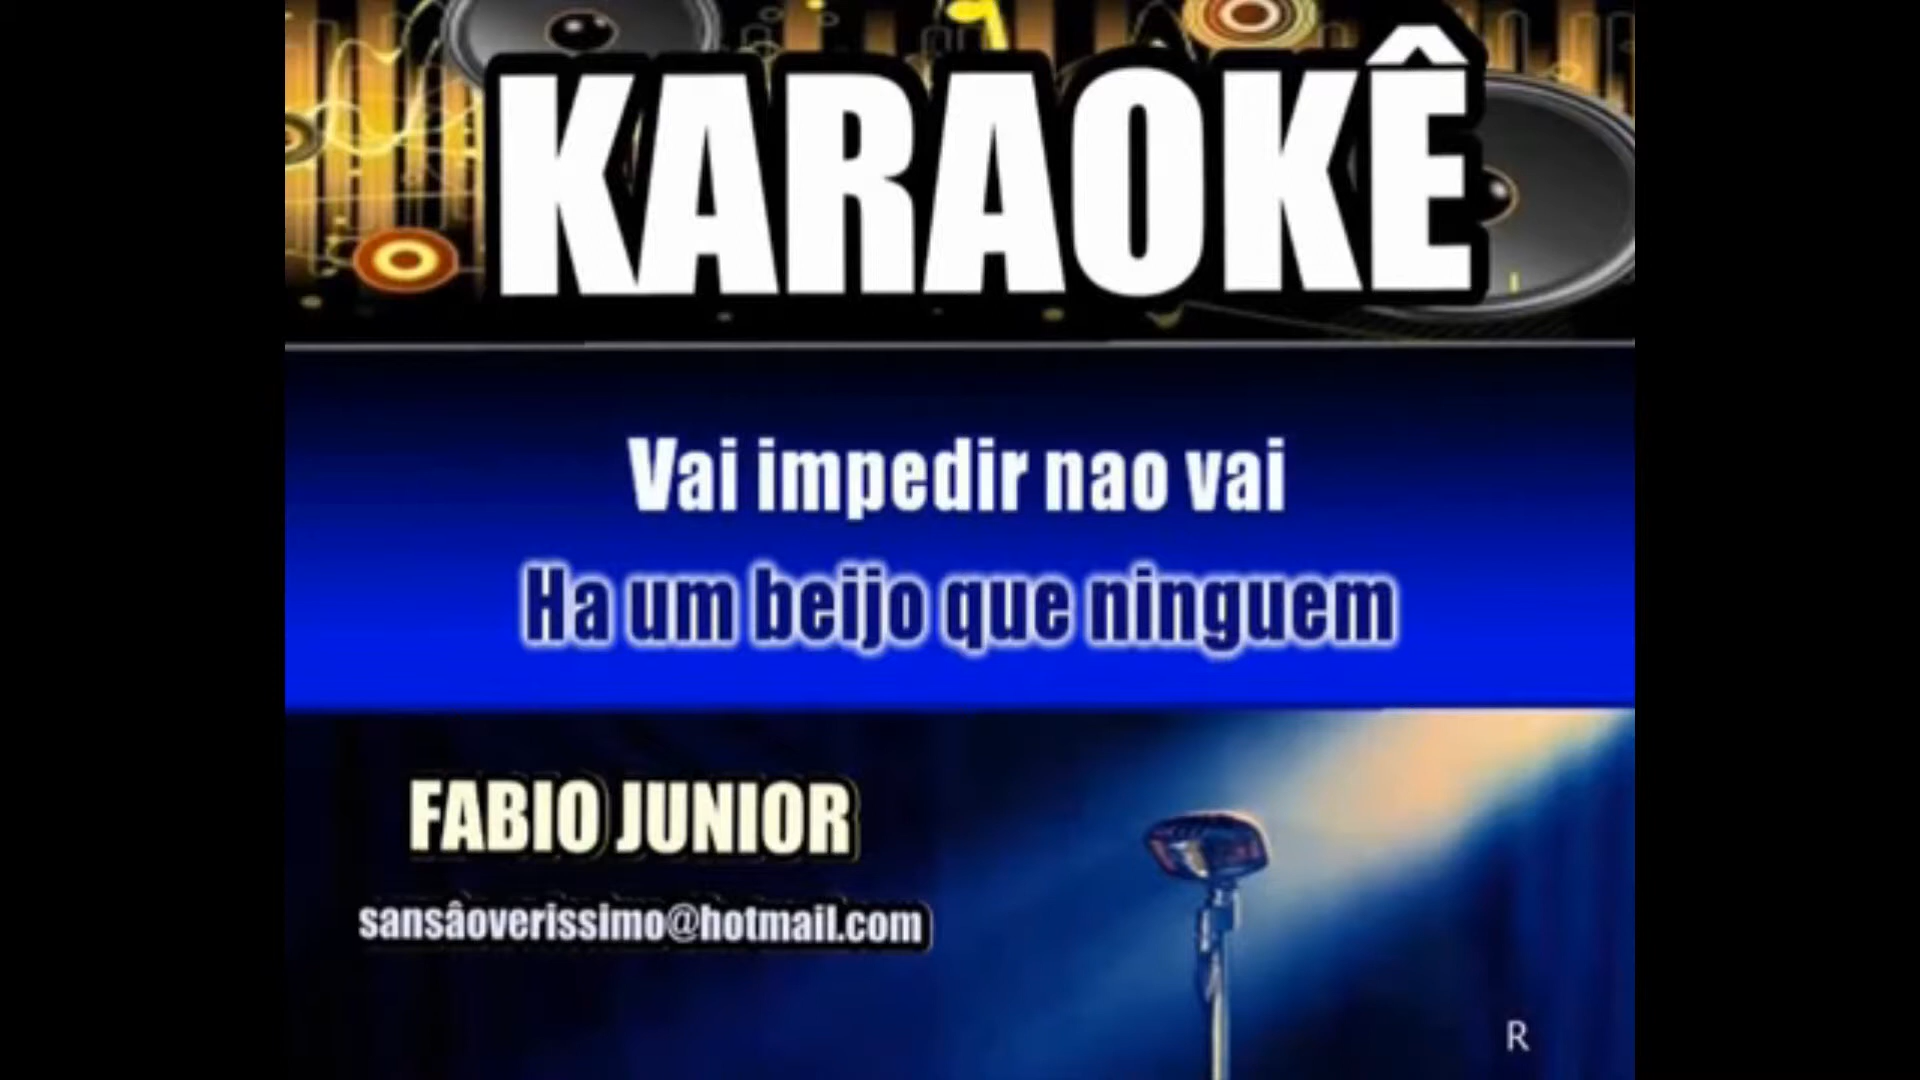 KARAOKÊ
Vai impedir nao vai
Ha um beijo que ninguem
FABIO JUNIOR
sansâoverissimo@hotmail.com
R